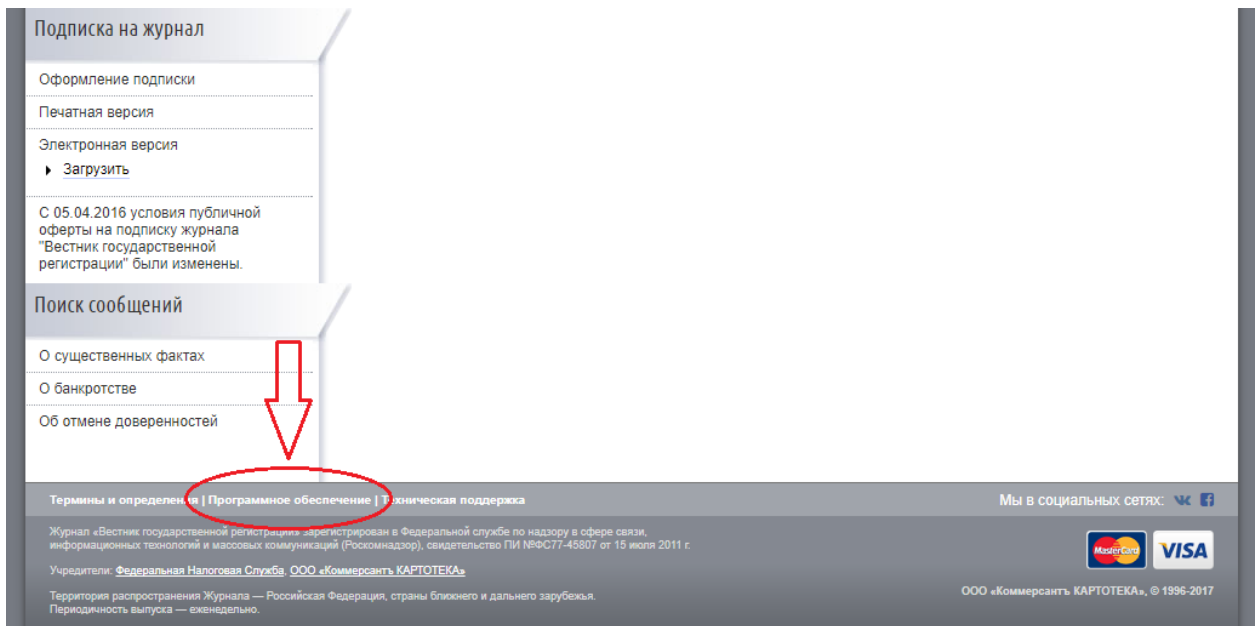 Подписка на журнал
Оформление подписки
Печатная версия
Электронная версия
Загрузить
С 05.04.2016 условия публичной
оферты на подписку журнала
"Вестник государственной
регистрации" были изменены.
Поиск сообщений
О существенных фактах
О банкротстве
Об отмене доверенностей
Термины и определения | Программное обеспечение | Техническая поддержка
Мы в социальных сетях:
Журнал «Вестник государственной регистрации» зарегистрирован в Федеральной службе по надзору в сфере связи,
информационных технологий и массовых коммуникаций (Роскомнадзор), свидетельство ПИ №ФС77-45807 от 15 июля 2011 г.
MasterCard VISA
Учредители: Федеральная Налоговая Служба, ООО «Коммерсантъ КАРТОТЕКА»
Территория распространения Журнала — Российская Федерация, страны ближнего и дальнего зарубежья.
Периодичность выпуска — еженедельно.
ООО «Коммерсантъ КАРТОТЕКА», © 1996-2017